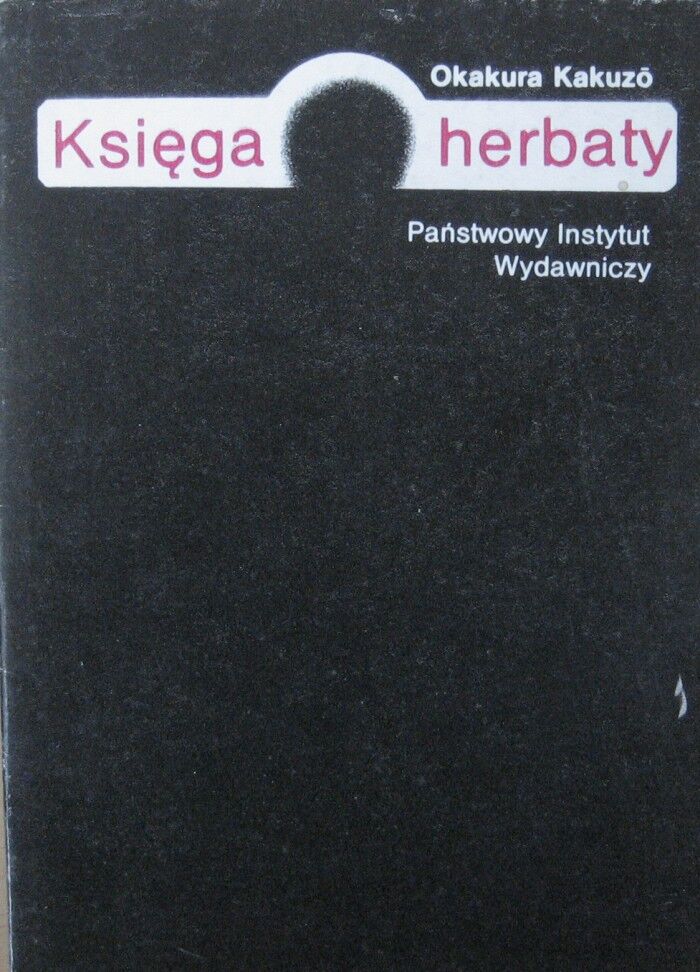 Okakura Kakuzō
Księga herbaty
Państwowy Instytut
Wydawniczy